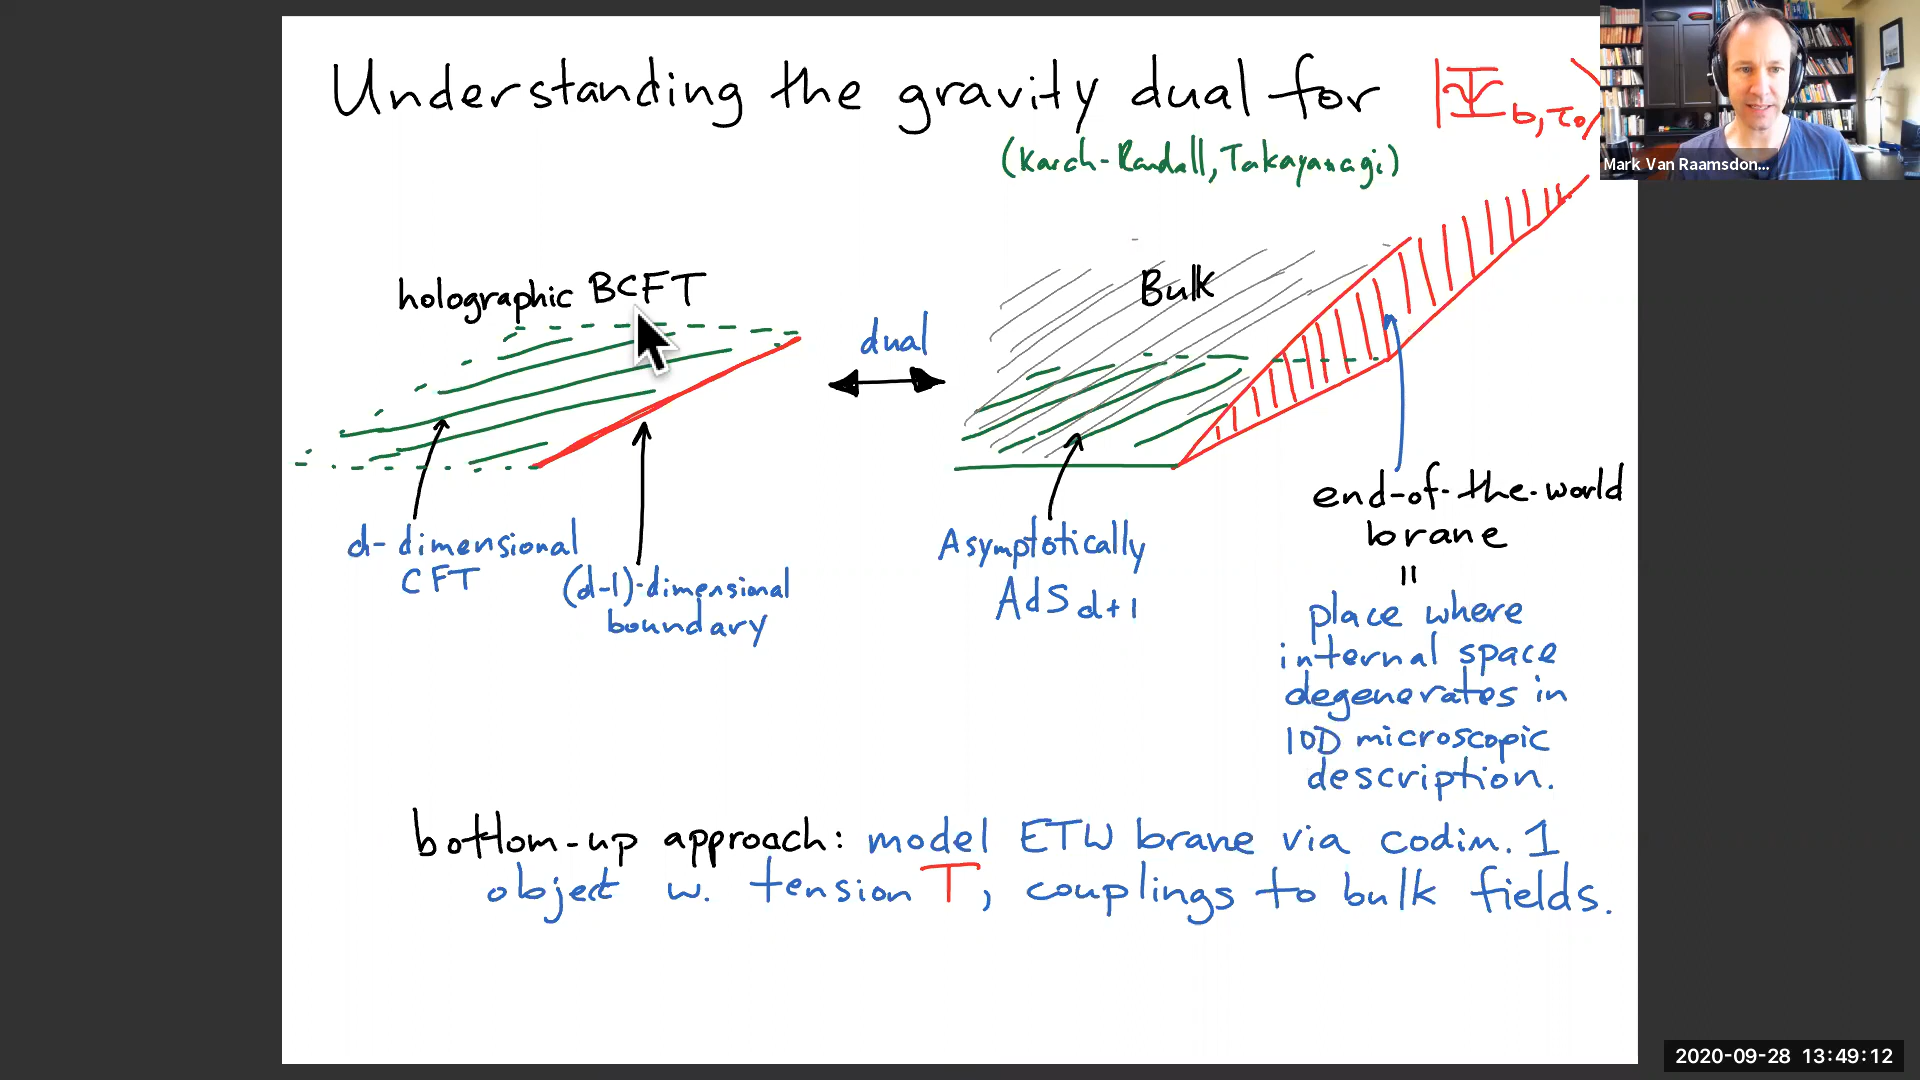 Understanding the gravity dual for |Ψ_b,τ₀⟩
(Karch-Randall, Takayanagi)
Mark Van Raamsdon...
holographic BCFT
dual
Bulk
d-dimensional
CFT
(d-1)-dimensional
boundary
Asymptotically
AdS_d+1
end-of-the-world
brane
=
place where
internal space
degenerates in
10D microscopic
description.
bottom-up approach: model ETW brane via codim. 1
object w. tension T, couplings to bulk fields.
2020-09-28 13:49:12